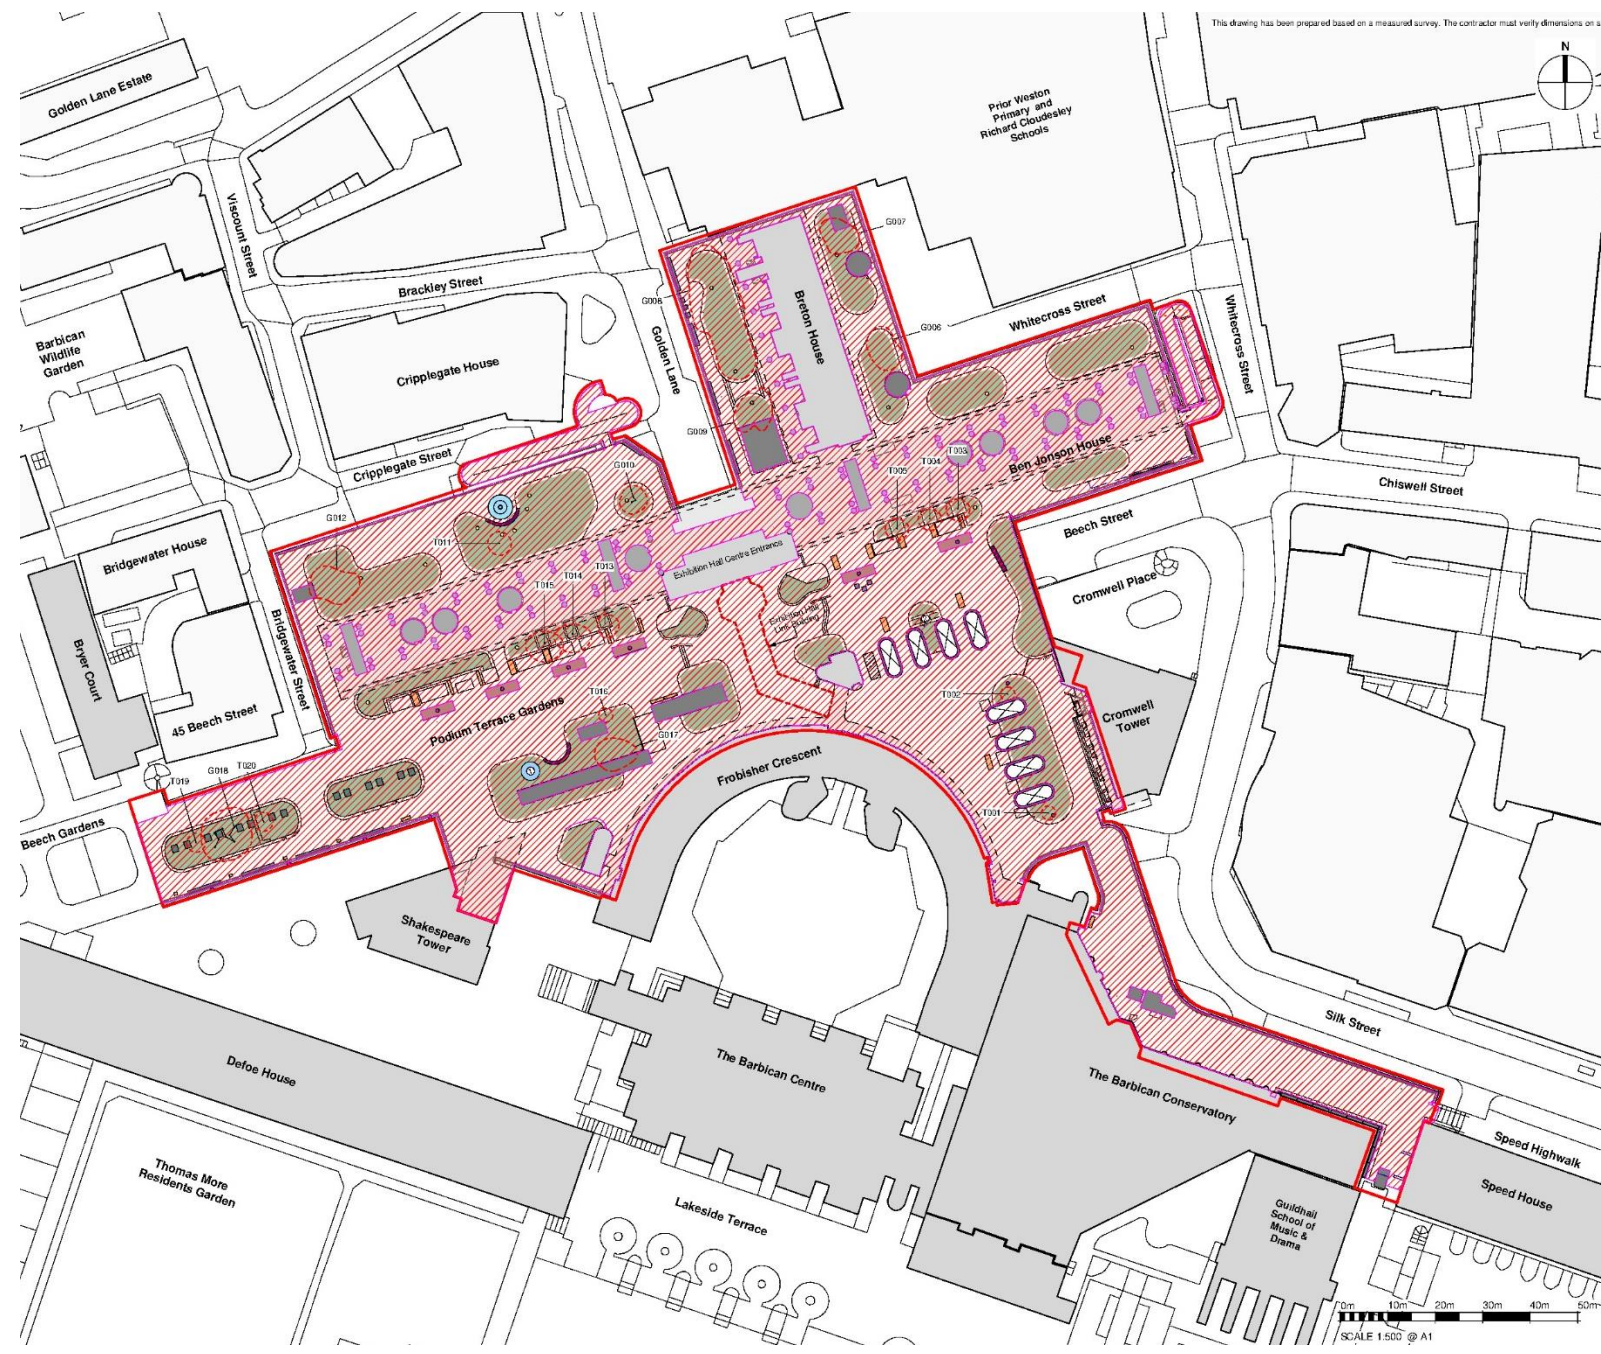 This drawing has been prepared based on a measured survey. The contractor must verify dimensions on s
N
Golden Lane Estate
Prior Weston
Primary and
Richard Cloudesley
Schools
Viscount Street
G007
Brackley Street
G008
Breton House
G006
Whitecross Street
Whitecross Street
Barbican
Wildlife
Garden
Golden Lane
Cripplegate House
G009
T003
T004
T005
Ben Jonson House
Cripplegate Street
G010
Chiswell Street
G012
T011
Beech Street
Bridgewater House
Exhibition Hall Centre Entrance
T013
T014
T015
Cromwell Place
Exhibition Hall
Link Building
Bryer Court
Bridgewater Street
T016
T002
45 Beech Street
Podium Terrace Gardens
G017
Cromwell
Tower
Frobisher Crescent
T019
G018
T020
T001
Beech Gardens
Shakespeare
Tower
Silk Street
Defoe House
The Barbican Centre
The Barbican Conservatory
Speed Highwalk
Thomas More
Residents Garden
Speed House
Lakeside Terrace
Guildhall
School of
Music &
Drama
0m 10m 20m 30m 40m 50m
SCALE 1:500 @ A1